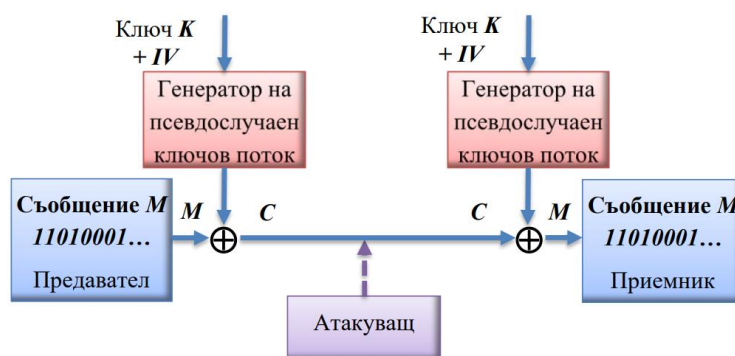 Ключ K
+ IV
Генератор на
псевдослучаен
ключов поток
Ключ K
+ IV
Генератор на
псевдослучаен
ключов поток
Съобщение M
11010001...
Предавател
M
C
C
M
Съобщение M
11010001...
Приемник
Атакуващ